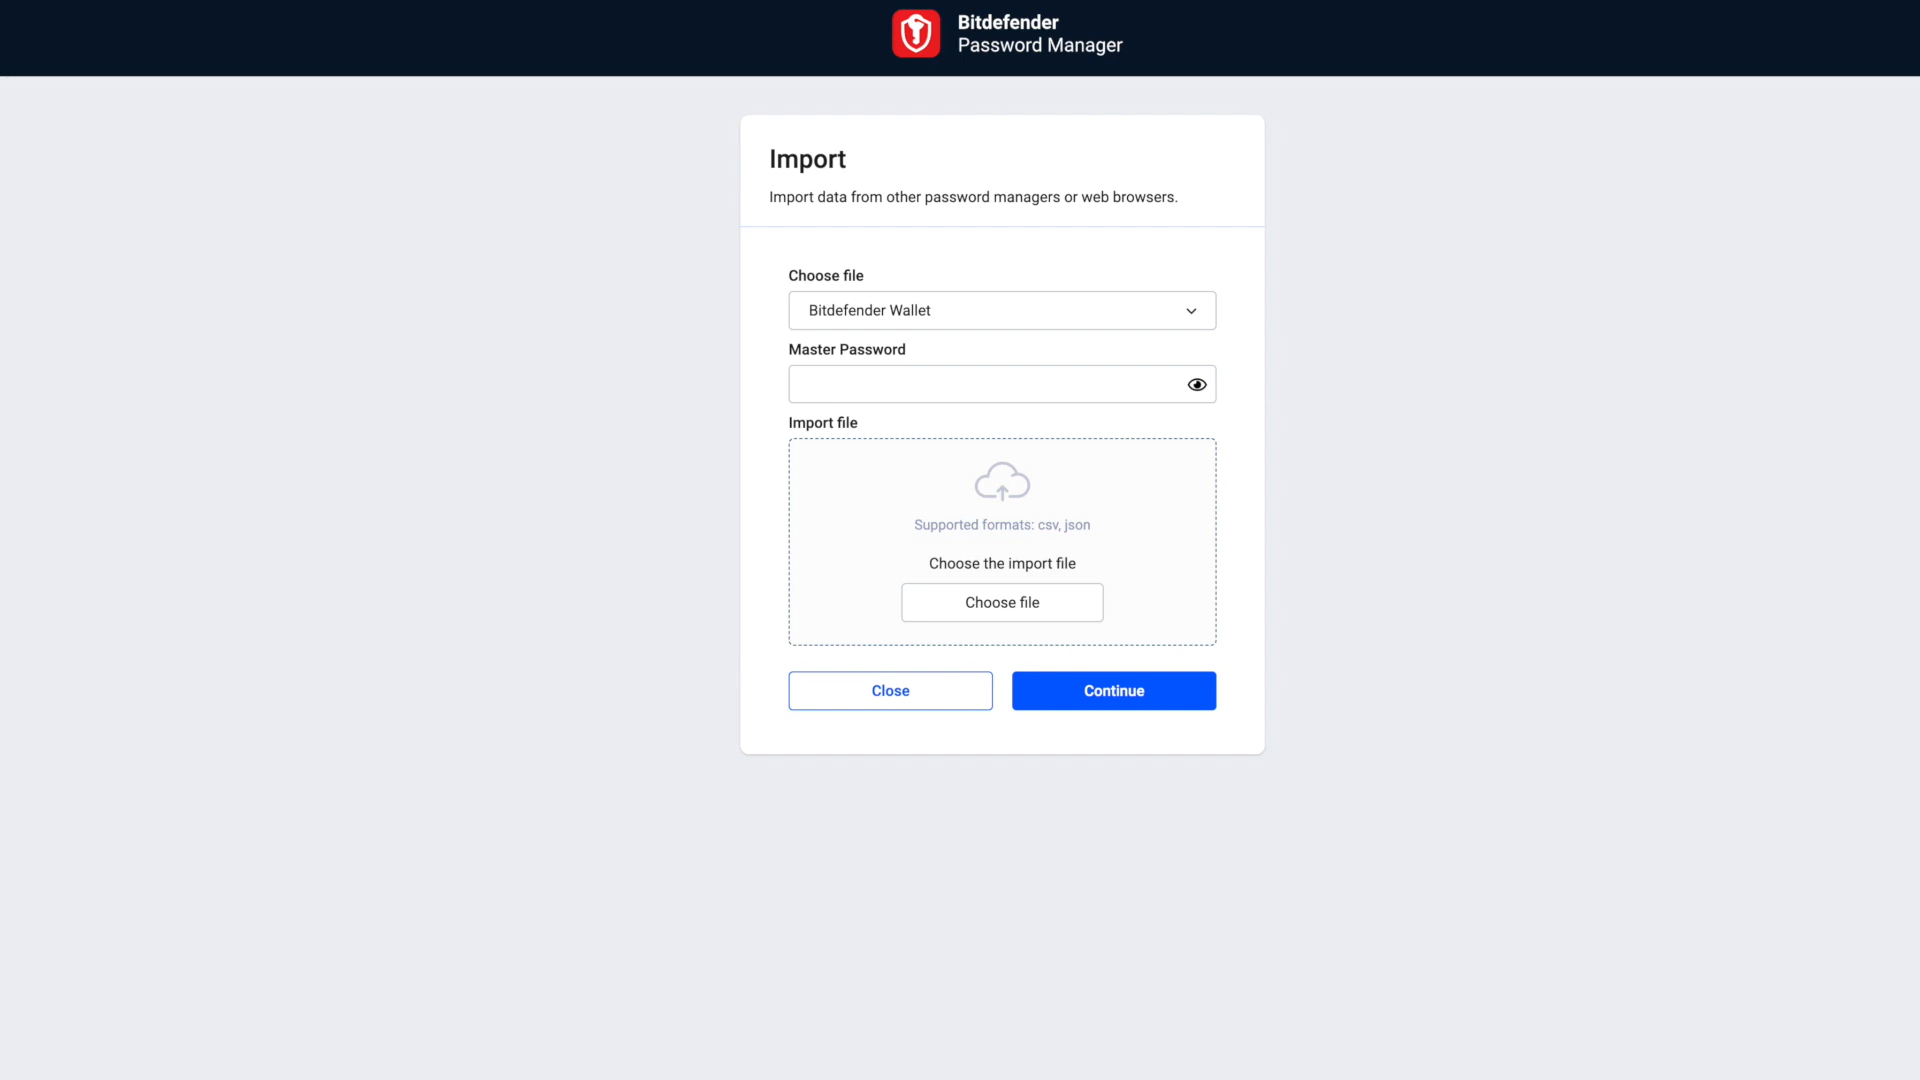 Bitdefender
Password Manager
Import
Import data from other password managers or web browsers.
Choose file
Bitdefender Wallet
Master Password
Import file
Supported formats: csv, json
Choose the import file
Choose file
Close
Continue